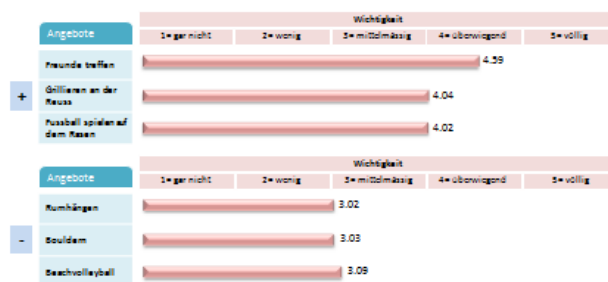 Wichtigkeit
Angebote 1= gar nicht 2= wenig 3= mittelmässig 4= überwiegend 5= völlig
Freunde treffen 4.59
+
Grillieren an der
Reuss 4.04
Fussball spielen auf
dem Rasen 4.02
Wichtigkeit
Angebote 1= gar nicht 2= wenig 3= mittelmässig 4= überwiegend 5= völlig
Rumhängen 3.02
- Bouldern 3.03
Beachvolleyball 3.09